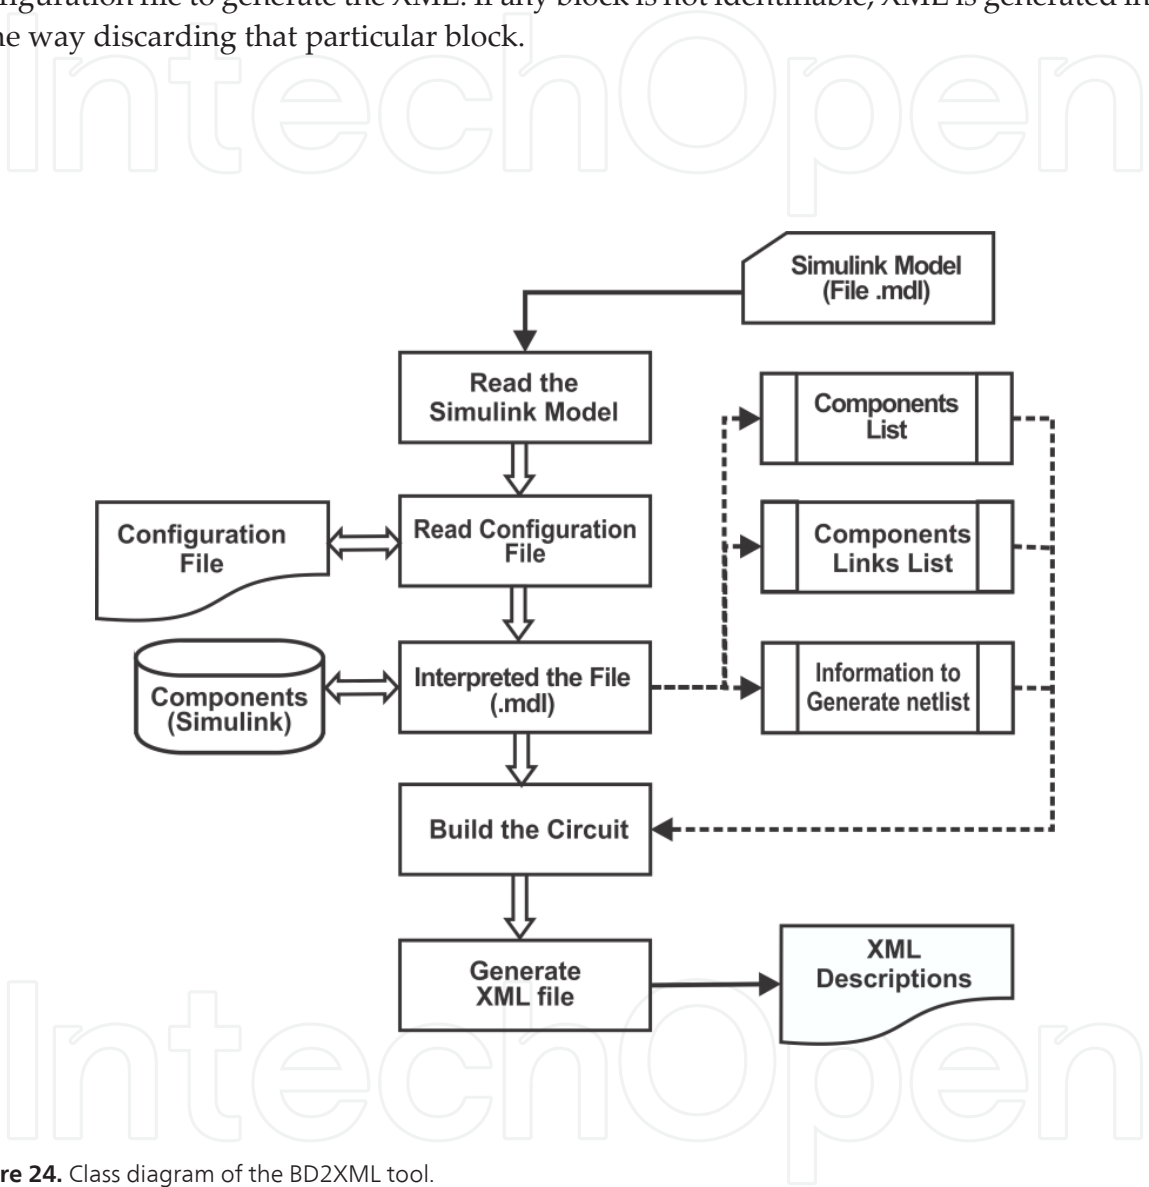 figuration file to generate the XML. If any block is not identifiable, XML is generated in
ne way discarding that particular block.
IntechOpen
Simulink Model
(File .mdl)
Read the
Simulink Model
Components
List
Configuration
File
Read Configuration
File
Components
Links List
Components
(Simulink)
Interpreted the File
(.mdl)
Information to
Generate netlist
Build the Circuit
Generate
XML file
XML
Descriptions
IntechOpen
re 24. Class diagram of the BD2XML tool.